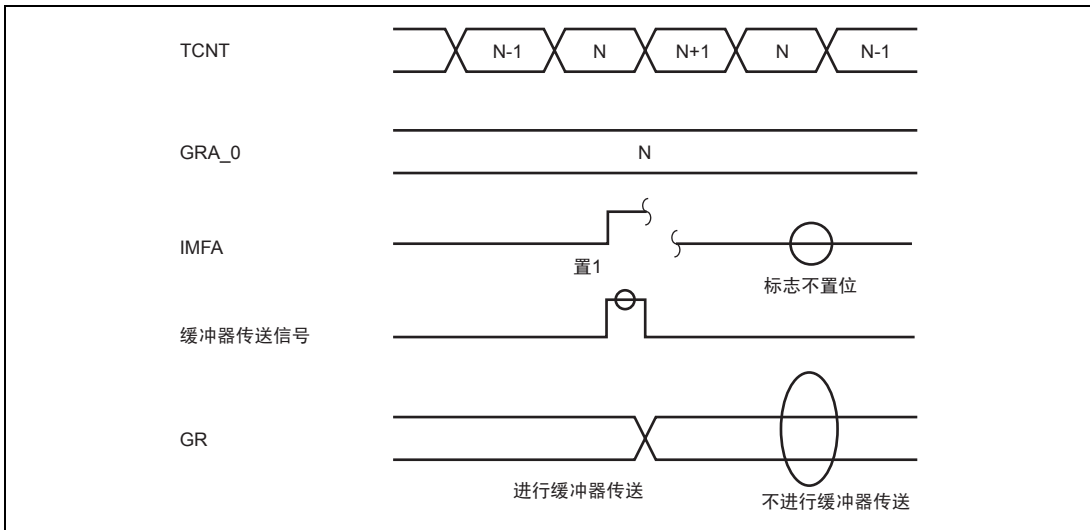 TCNT
N-1
N
N+1
N
N-1
GRA_0
N
IMFA
置1
标志不置位
缓冲器传送信号
GR
进行缓冲器传送
不进行缓冲器传送